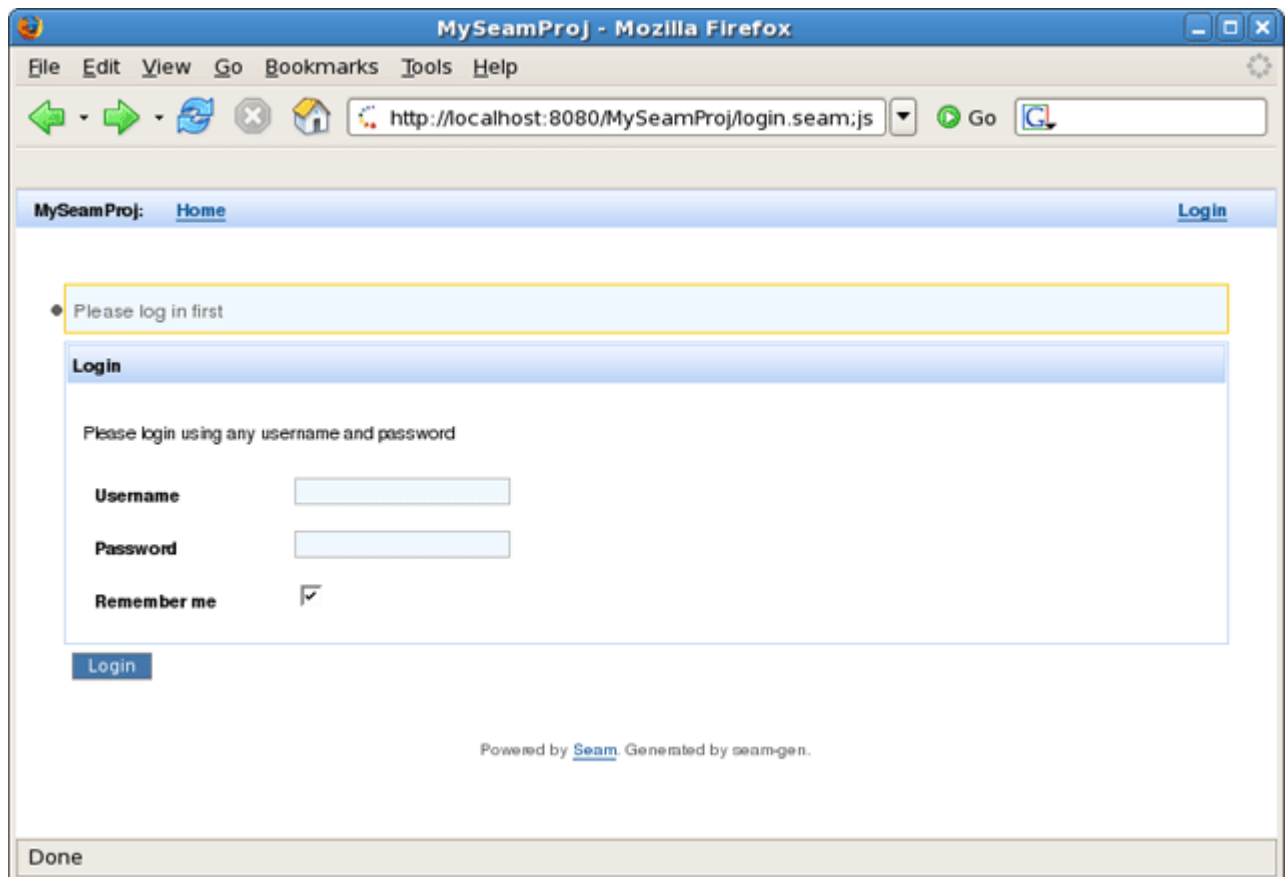 MySeamProj - Mozilla Firefox
File Edit View Go Bookmarks Tools Help
http://localhost:8080/MySeamProj/login.seam;js Go G
MySeamProj: Home Login
Please log in first
Login
Please login using any username and password
Username
Password
Remember me
Login
Powered by Seam. Generated by seam-gen.
Done